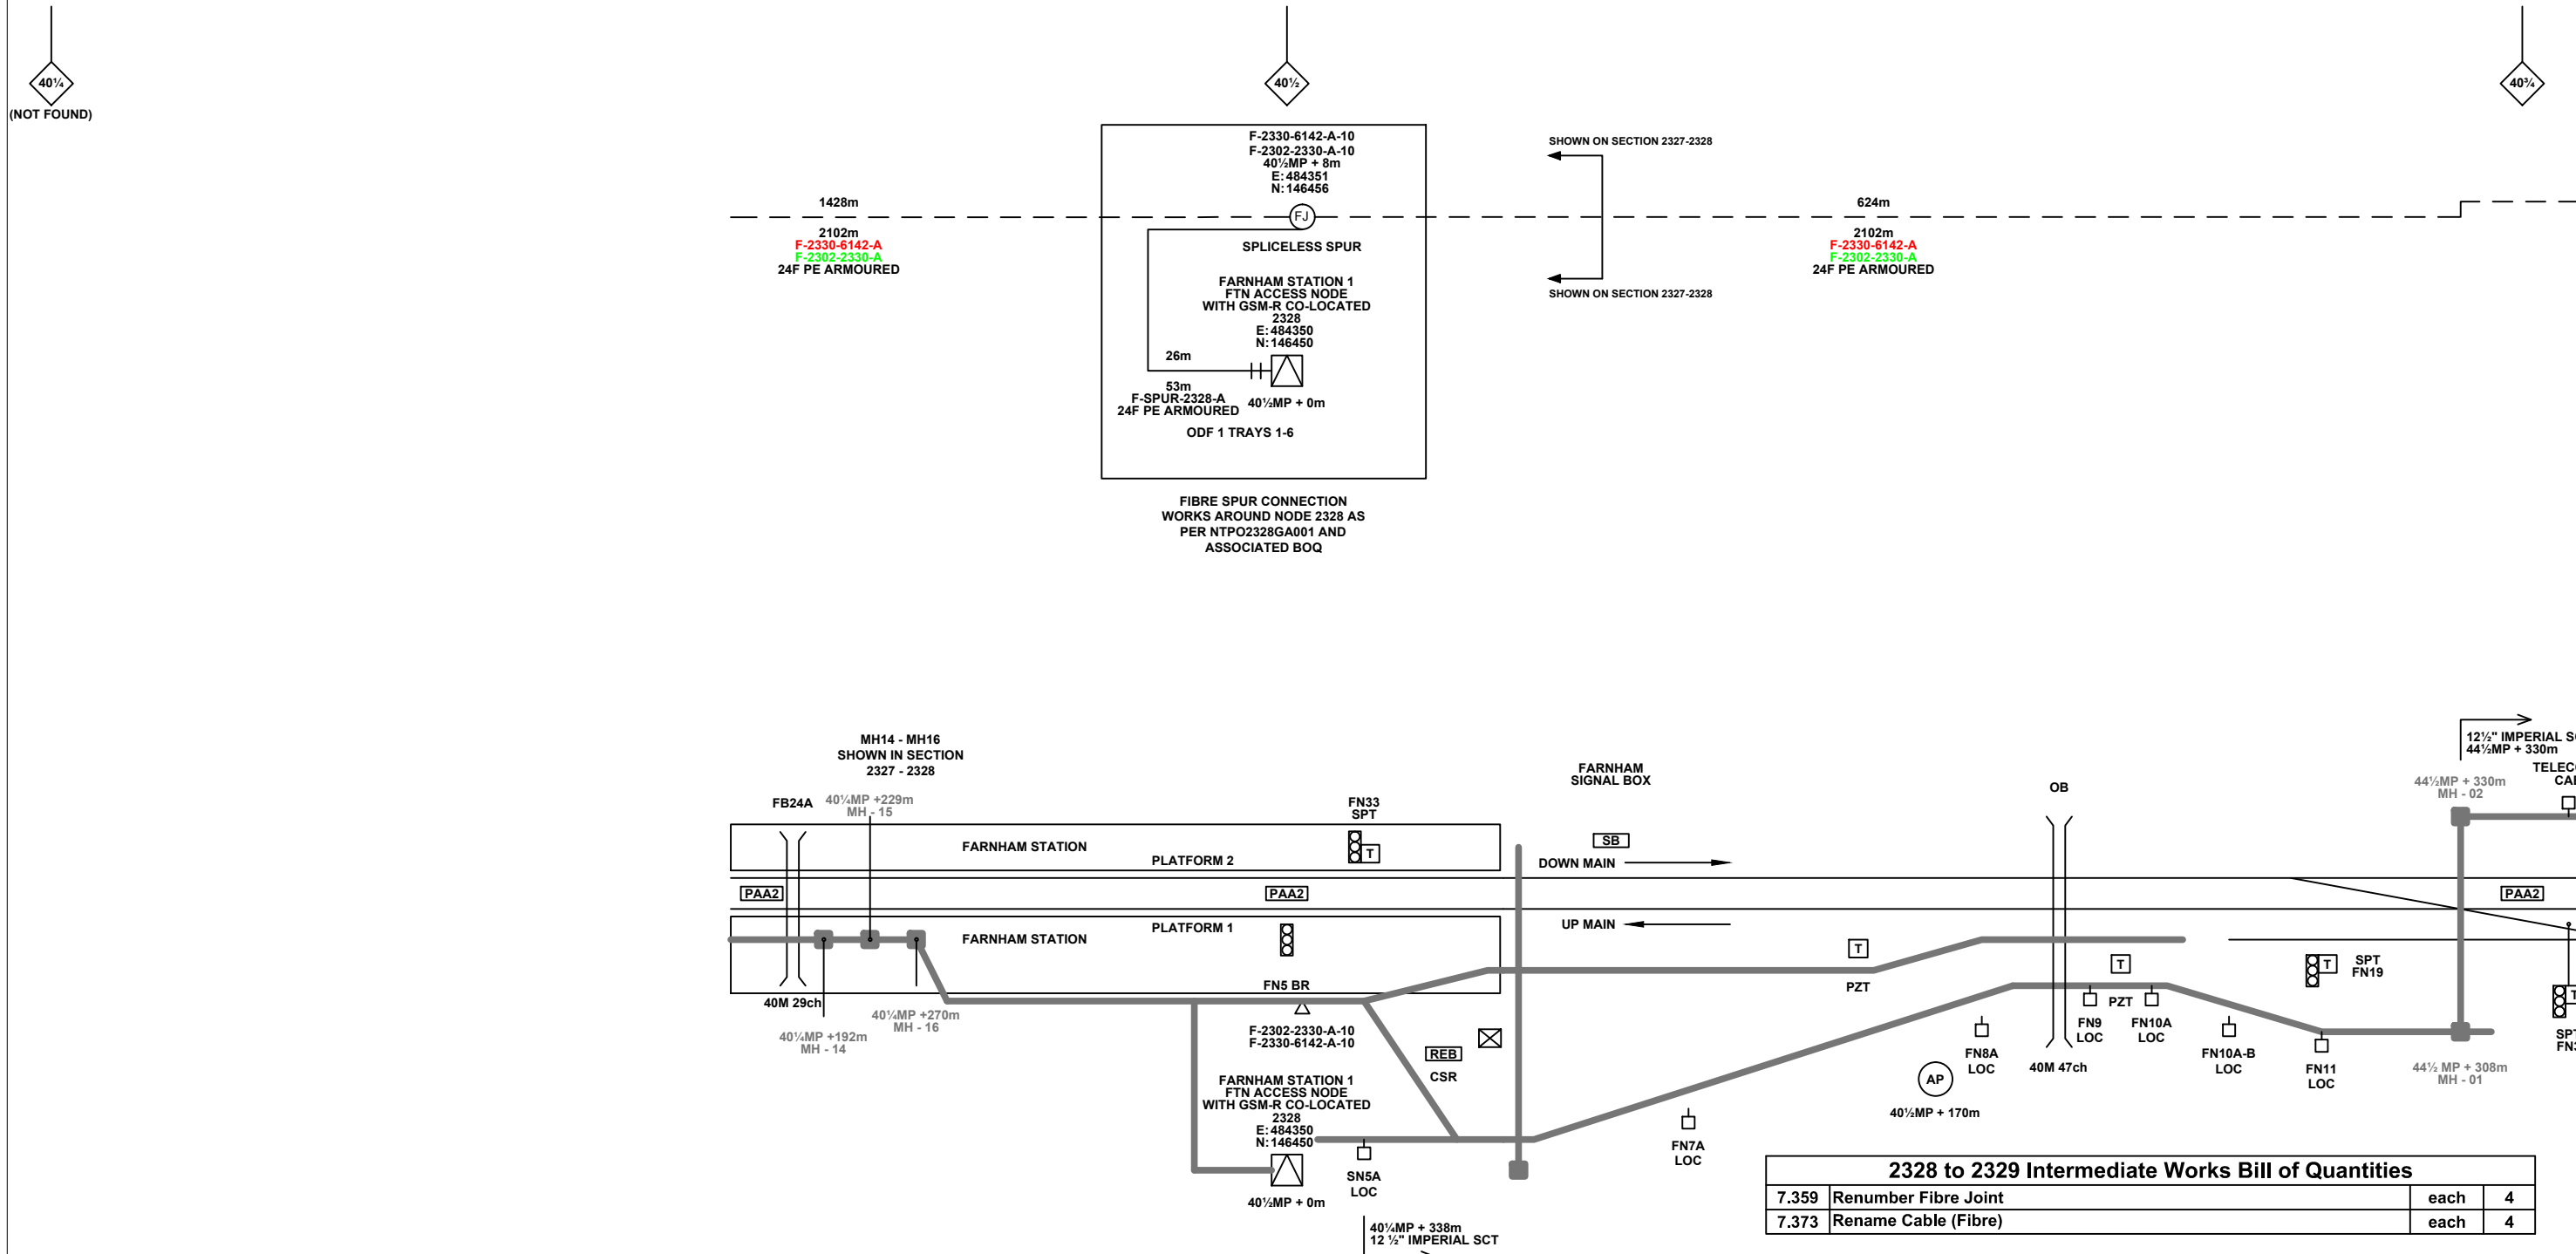 40¼
(NOT FOUND)
40½
40¾
F-2330-6142-A-10
F-2302-2330-A-10
40½MP + 8m
E:484351
N:146456
FJ
SPLICELESS SPUR
FARNHAM STATION 1
FTN ACCESS NODE
WITH GSM-R CO-LOCATED
2328
E:484350
N:146450
26m
53m
F-SPUR-2328-A
24F PE ARMOURED
40½MP + 0m
ODF 1 TRAYS 1-6
SHOWN ON SECTION 2327-2328
SHOWN ON SECTION 2327-2328
1428m
2102m
F-2330-6142-A
F-2302-2330-A
24F PE ARMOURED
624m
2102m
F-2330-6142-A
F-2302-2330-A
24F PE ARMOURED
FIBRE SPUR CONNECTION
WORKS AROUND NODE 2328 AS
PER NTPO2328GA001 AND
ASSOCIATED BOQ
MH14 - MH16
SHOWN IN SECTION
2327 - 2328
FB24A
40¼MP +229m
MH - 15
FN33
SPT
T
FARNHAM STATION
PLATFORM 2
FARNHAM
SIGNAL BOX
SB
DOWN MAIN
OB
12½" IMPERIAL S
44½MP + 330m
44½MP + 330m
MH - 02
PAA2
PAA2
PAA2
PLATFORM 1
FARNHAM STATION
UP MAIN
T
PZT
T
PZT
T
SPT
FN19
FN5 BR
40M 29ch
40¼MP +192m
MH - 14
40¼MP +270m
MH - 16
F-2302-2330-A-10
F-2330-6142-A-10
REB
CSR
FN8A
LOC
FN9
LOC
FN10A
LOC
FN10A-B
LOC
FN11
LOC
40M 47ch
44½ MP + 308m
MH - 01
AP
40½MP + 170m
FARNHAM STATION 1
FTN ACCESS NODE
WITH GSM-R CO-LOCATED
2328
E:484350
N:146450
40½MP + 0m
SN5A
LOC
FN7A
LOC
40¼MP + 338m
12 ½" IMPERIAL SCT
2328 to 2329 Intermediate Works Bill of Quantities
7.359 Renumber Fibre Joint each 4
7.373 Rename Cable (Fibre) each 4